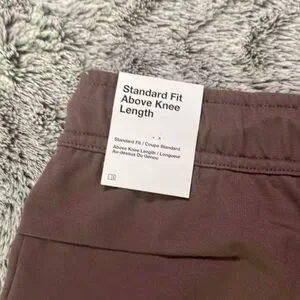 Standard Fit
Above Knee
Length
Standard Fit / Coupe Standard
Above Knee Length / Longueur
Au-dessus Du Genou